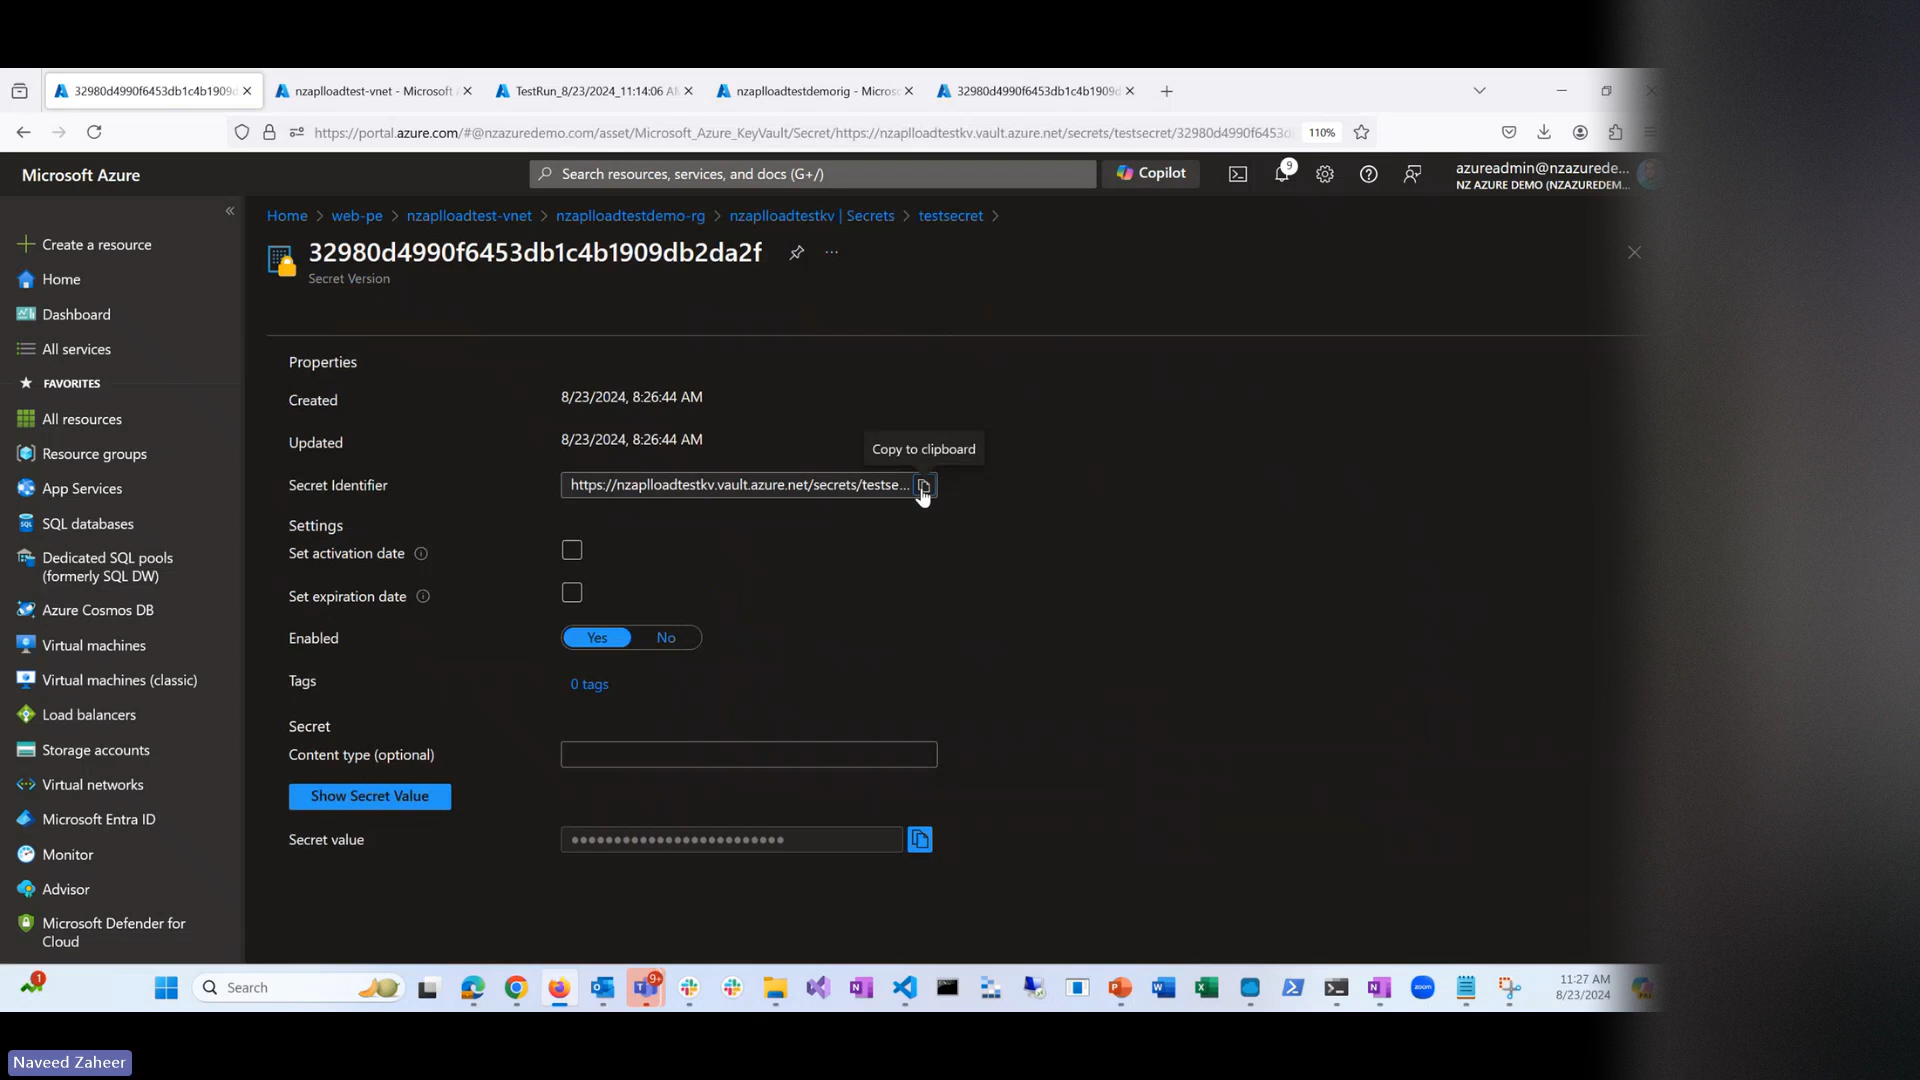 32980d4990f6453db1c4b1909
nzaplloadtest-vnet - Microsoft
TestRun_8/23/2024_11:14:06
nzaplloadtestdemorig - Micros
32980d4990f6453db1c4b1909d
https://portal.azure.com/#@nzazuredemo.com/asset/Microsoft_Azure_KeyVault/Secret/https://nzaplloadtestkv.vault.azure.net/secrets/testsecret/32980d4990f6453d
110%
Microsoft Azure
Search resources, services, and docs (G+/)
Copilot
9
azureadmin@nzazurede...
NZ AZURE DEMO (NZAZUREDEM...
Home > web-pe > nzaplloadtest-vnet > nzaplloadtestdemo-rg > nzaplloadtestkv | Secrets > testsecret >
32980d4990f6453db1c4b1909db2da2f
Secret Version
Create a resource
Home
Dashboard
All services
FAVORITES
All resources
Resource groups
App Services
SQL databases
Dedicated SQL pools
(formerly SQL DW)
Azure Cosmos DB
Virtual machines
Virtual machines (classic)
Load balancers
Storage accounts
Virtual networks
Microsoft Entra ID
Monitor
Advisor
Microsoft Defender for
Cloud
Properties
Created 8/23/2024, 8:26:44 AM
Updated 8/23/2024, 8:26:44 AM
Copy to clipboard
Secret Identifier https://nzaplloadtestkv.vault.azure.net/secrets/testse...
Settings
Set activation date
Set expiration date
Enabled Yes No
Tags 0 tags
Secret
Content type (optional)
Show Secret Value
Secret value
1
Search
9+
zoom
11:27 AM
8/23/2024
Naveed Zaheer